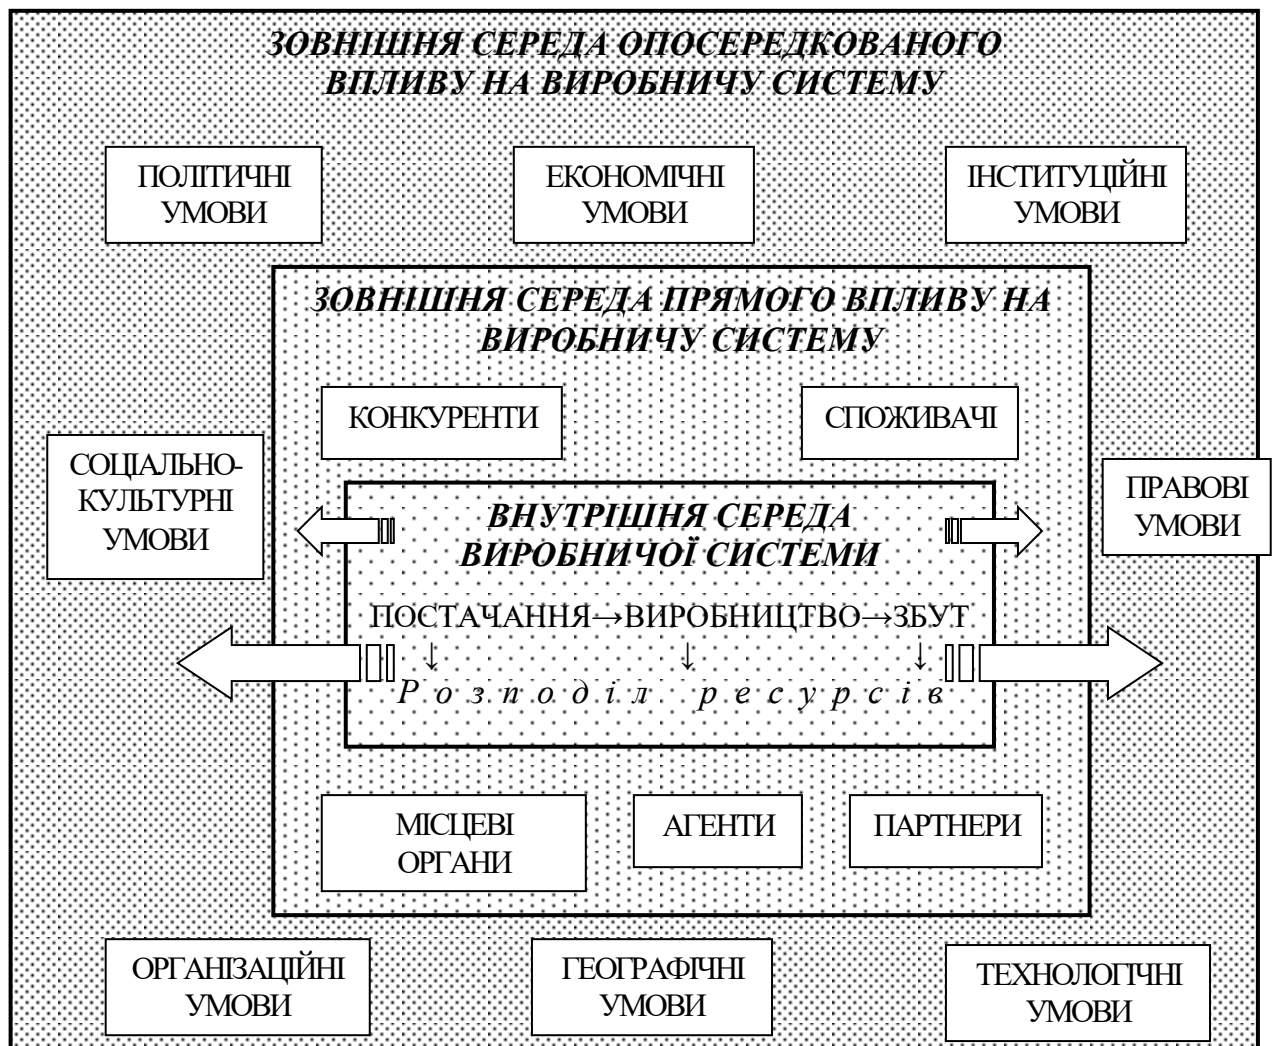 ЗОВНІШНЯ СЕРЕДА ОПОСЕРЕДКОВАНОГО
ВПЛИВУ НА ВИРОБНИЧУ СИСТЕМУ
ПОЛІТИЧНІ
УМОВИ
ЕКОНОМІЧНІ
УМОВИ
ІНСТИТУЦІЙНІ
УМОВИ
ЗОВНІШНЯ СЕРЕДА ПРЯМОГО ВПЛИВУ НА
ВИРОБНИЧУ СИСТЕМУ
КОНКУРЕНТИ
СПОЖИВАЧІ
СОЦІАЛЬНО-
КУЛЬТУРНІ
УМОВИ
ПРАВОВІ
УМОВИ
ВНУТРІШНЯ СЕРЕДА
ВИРОБНИЧОЇ СИСТЕМИ
ПОСТАЧАННЯ→ВИРОБНИЦТВО→ЗБУТ
↓ ↓ ↓
Розподіл ресурсів
МІСЦЕВІ
ОРГАНИ
АГЕНТИ
ПАРТНЕРИ
ОРГАНІЗАЦІЙНІ
УМОВИ
ГЕОГРАФІЧНІ
УМОВИ
ТЕХНОЛОГІЧНІ
УМОВИ